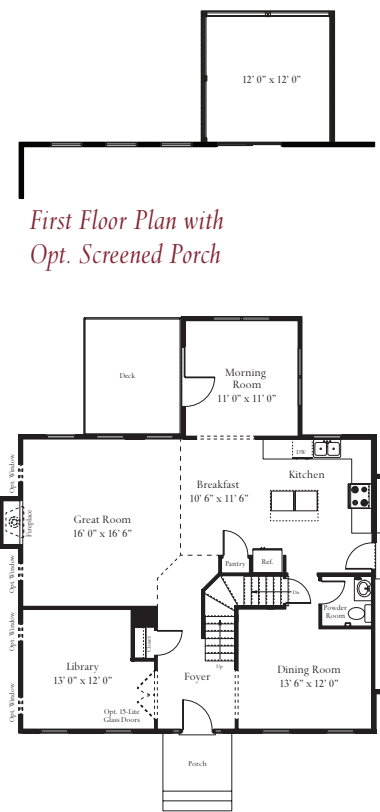 12' 0" x 12' 0"
First Floor Plan with
Opt. Screened Porch
Deck
Morning
Room
11' 0" x 11' 0"
Opt. Window
DW
Kitchen
Breakfast
10' 6" x 11' 6"
Great Room
16' 0" x 16' 6"
Fireplace
Opt. Window
Pantry
Ref.
Dn
Powder
Room
Opt. Window
Closet
Library
13' 0" x 12' 0"
Up
Foyer
Dining Room
13' 6" x 12' 0"
Opt. Window
Opt. 15-Lite
Glass Doors
Porch